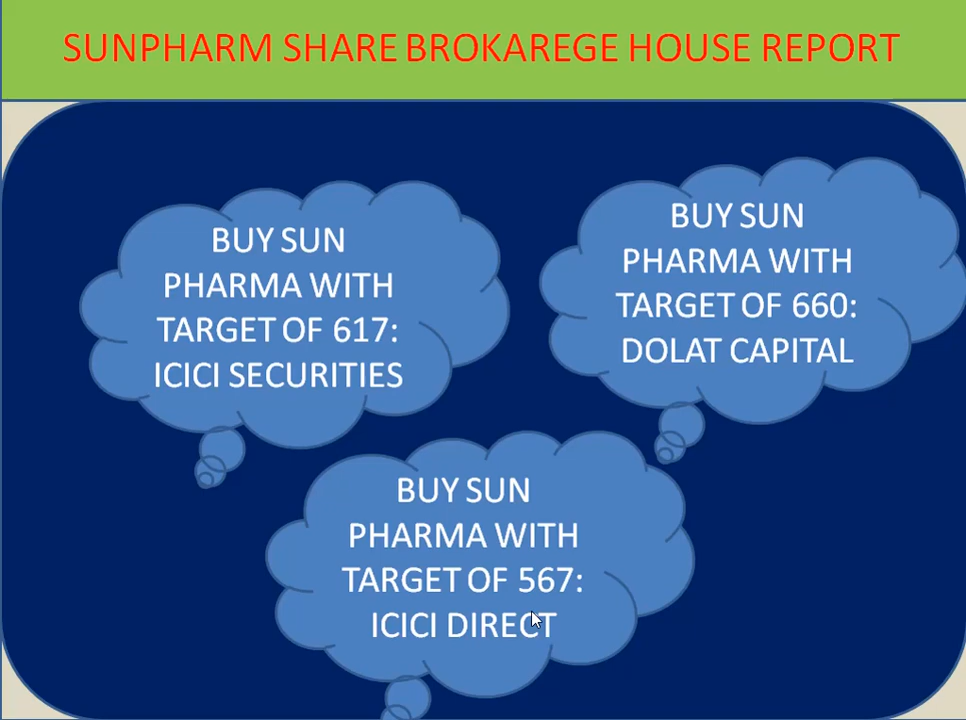 SUNPHARM SHARE BROKAREGE HOUSE REPORT
BUY SUN
PHARMA WITH
TARGET OF 617:
ICICI SECURITIES
BUY SUN
PHARMA WITH
TARGET OF 660:
DOLAT CAPITAL
BUY SUN
PHARMA WITH
TARGET OF 567:
ICICI DIRECT